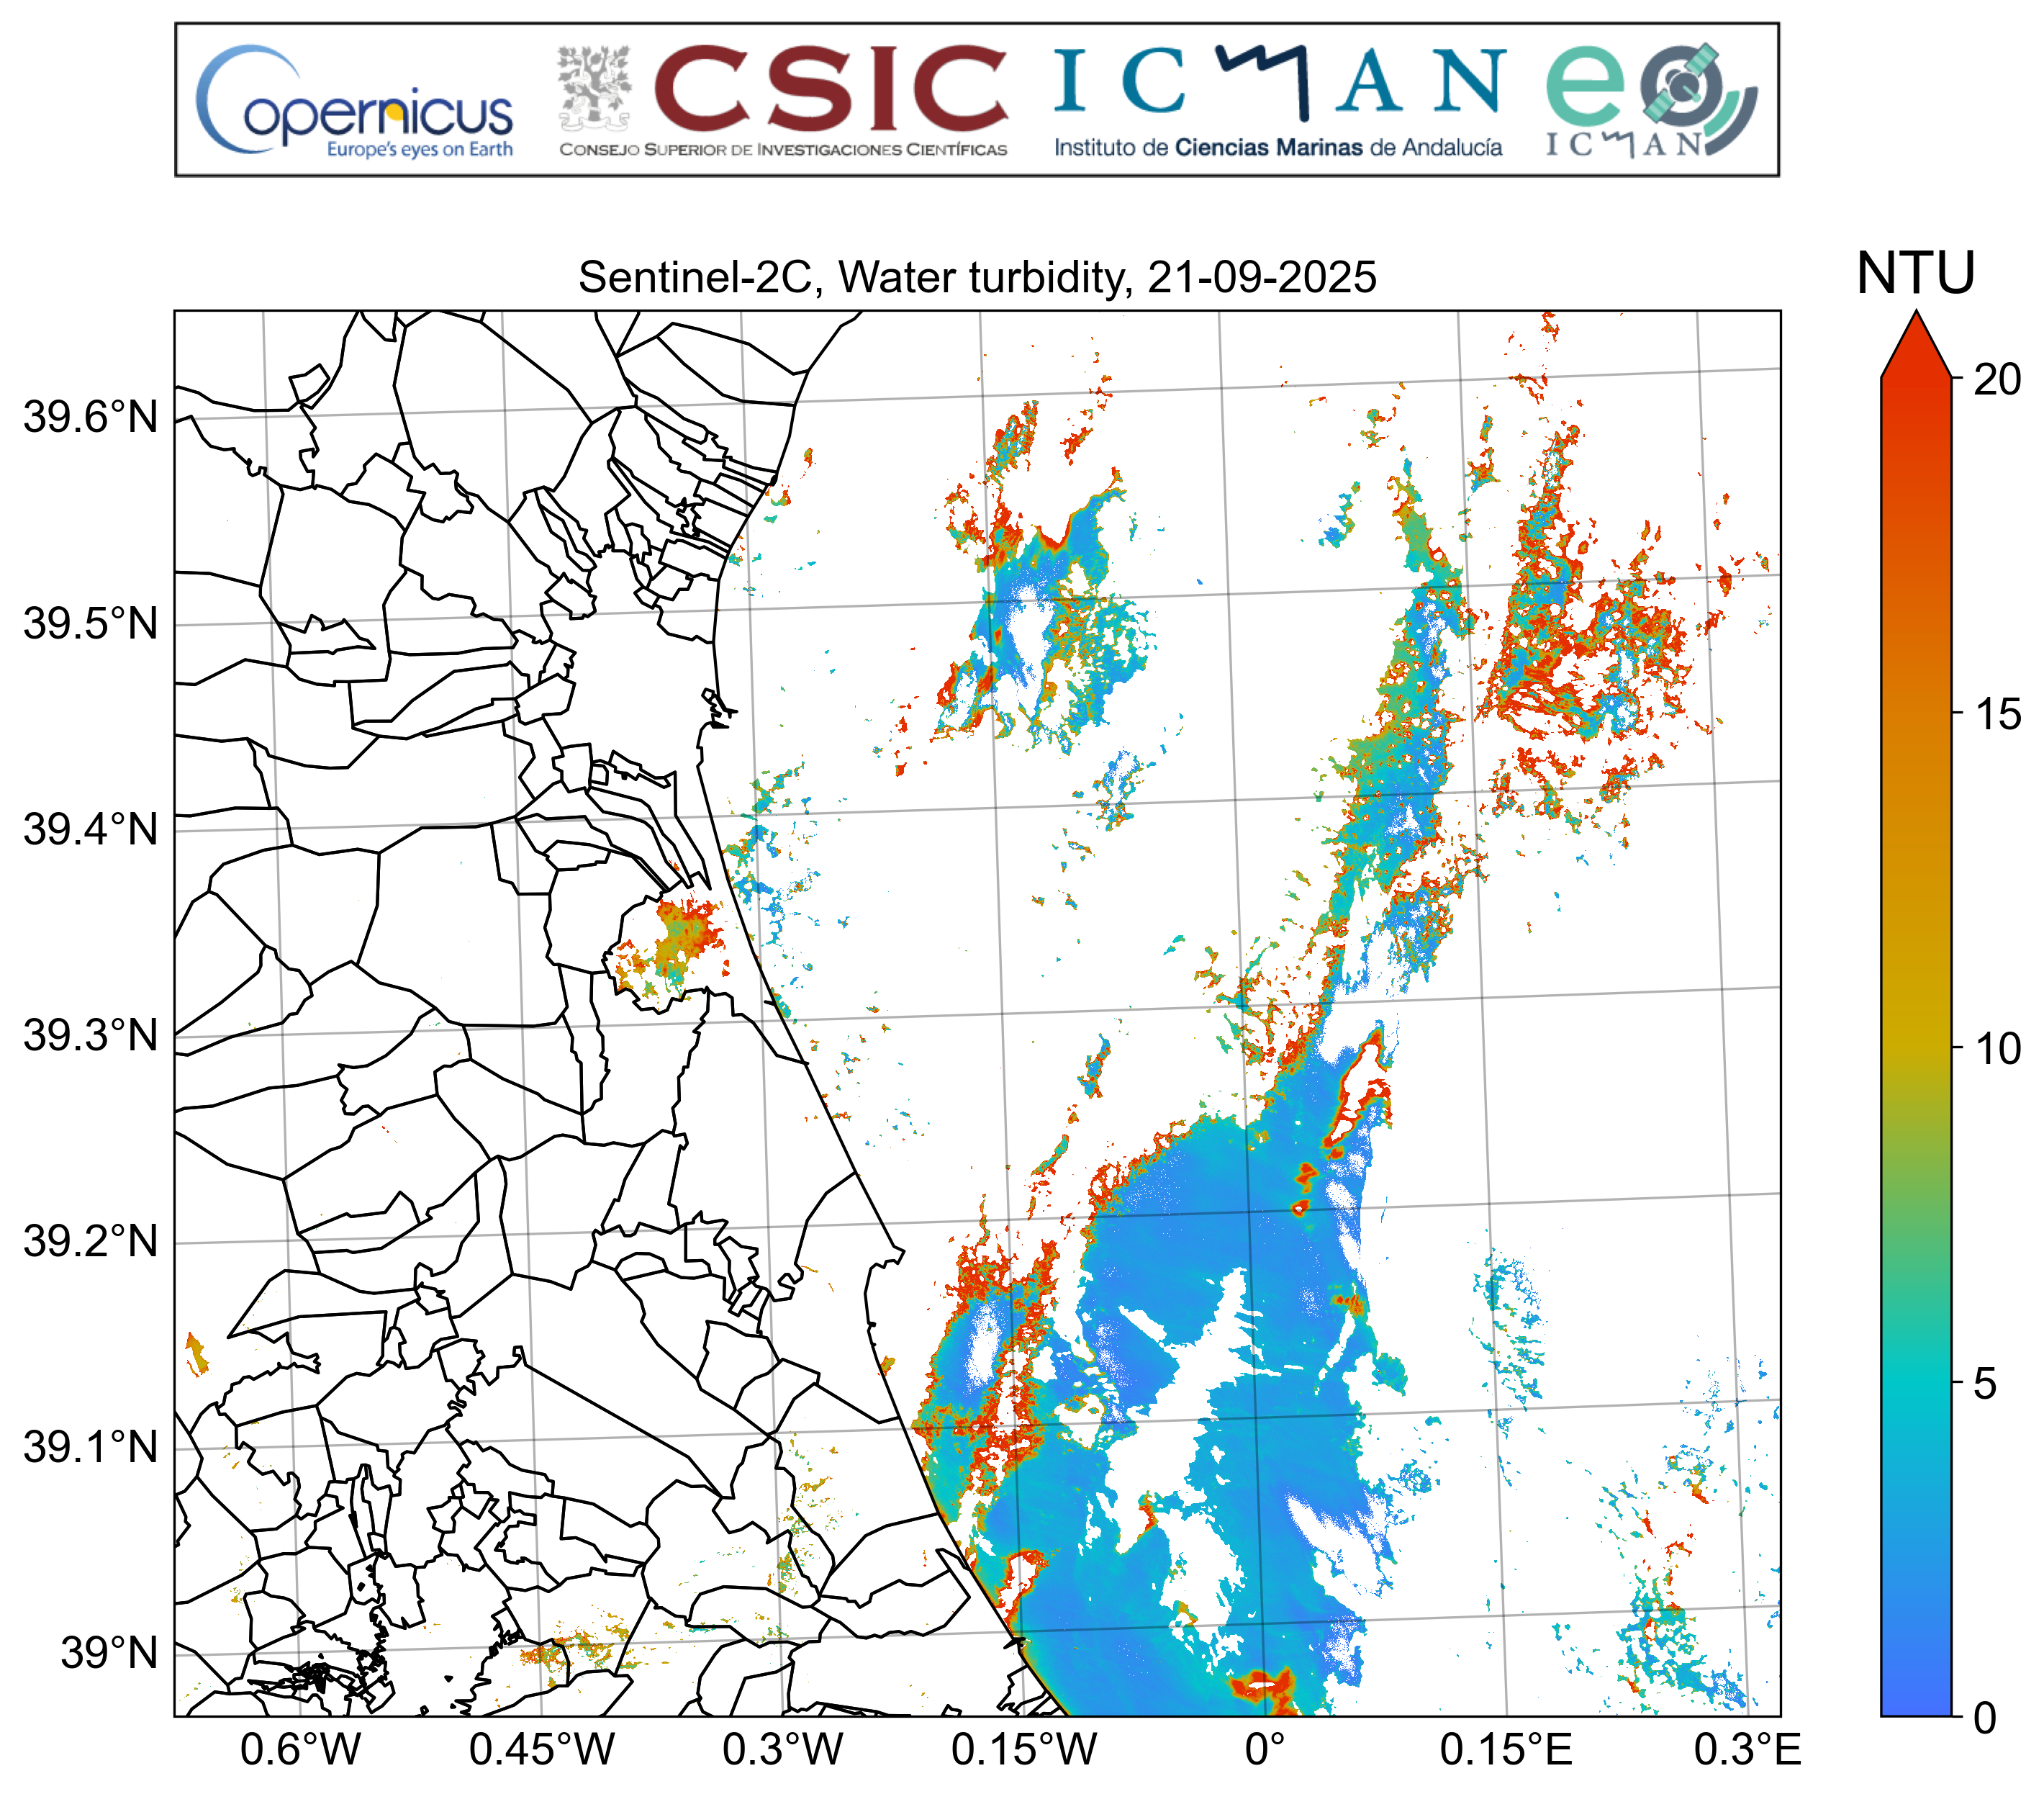 Copernicus
Europe's eyes on Earth
CSIC
CONSEJO SUPERIOR DE INVESTIGACIONES CIENTÍFICAS
ICMAN
Instituto de Ciencias Marinas de Andalucía
eo
ICMAN
Sentinel-2C, Water turbidity, 21-09-2025
NTU
39.6°N
39.5°N
39.4°N
39.3°N
39.2°N
39.1°N
39°N
0.6°W
0.45°W
0.3°W
0.15°W
0°
0.15°E
0.3°E
20
15
10
5
0